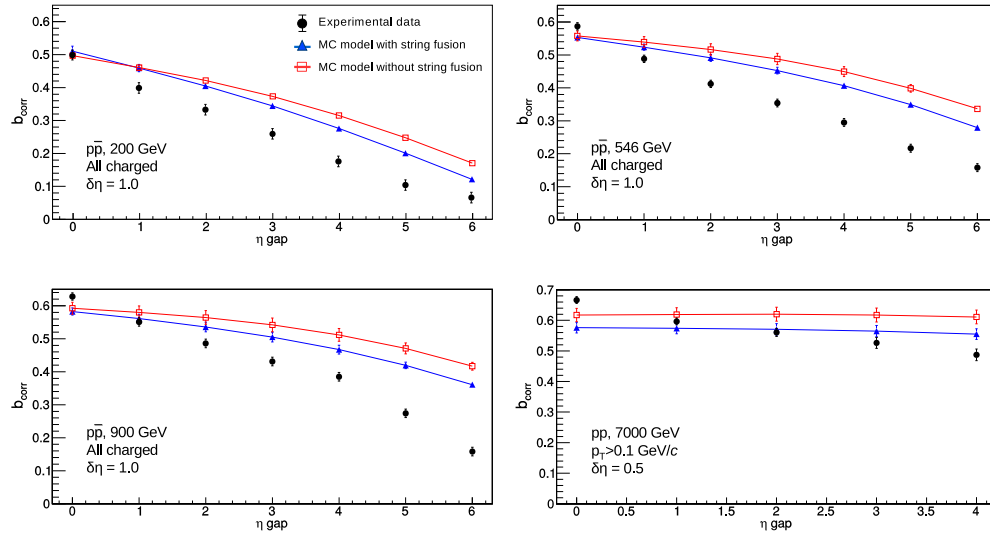 Experimental data
MC model with string fusion
MC model without string fusion
b_corr
0.6
0.5
0.4
0.3
0.2
0.1
0
pp̅, 200 GeV
All charged
δη = 1.0
0 1 2 3 4 5 6
η gap
b_corr
0.6
0.5
0.4
0.3
0.2
0.1
0
pp̅, 546 GeV
All charged
δη = 1.0
0 1 2 3 4 5 6
η gap
b_corr
0.6
0.5
0.4
0.3
0.2
0.1
0
pp̅, 900 GeV
All charged
δη = 1.0
0 1 2 3 4 5 6
η gap
b_corr
0.7
0.6
0.5
0.4
0.3
0.2
0.1
0
pp, 7000 GeV
p_T>0.1 GeV/c
δη = 0.5
0 0.5 1 1.5 2 2.5 3 3.5 4
η gap